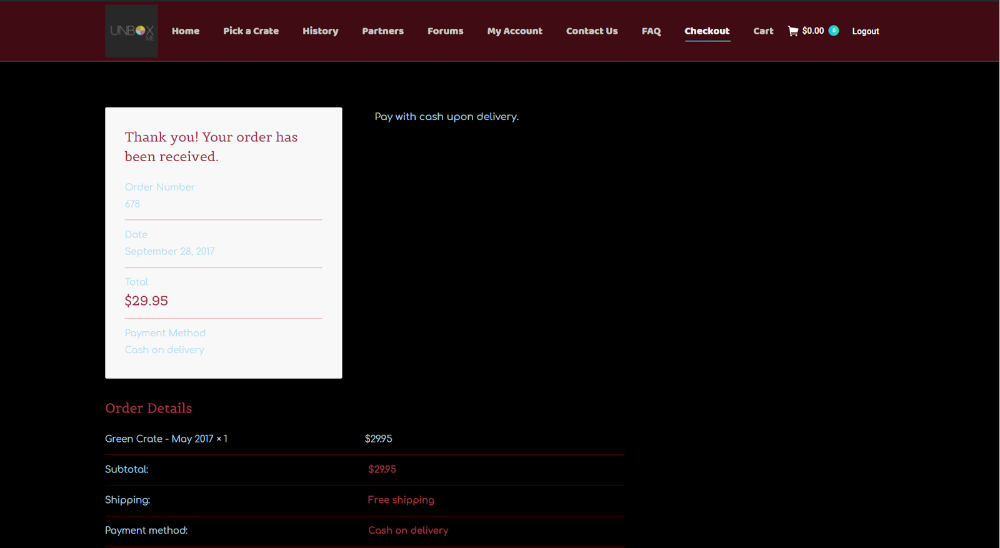 UNBOX
ME
Home Pick a Crate History Partners Forums My Account Contact Us FAQ Checkout Cart $0.00 0 Logout
Thank you! Your order has
been received.
Order Number
678
Date
September 28, 2017
Total
$29.95
Payment Method
Cash on delivery
Pay with cash upon delivery.
Order Details
Green Crate - May 2017 × 1 $29.95
Subtotal: $29.95
Shipping: Free shipping
Payment method: Cash on delivery